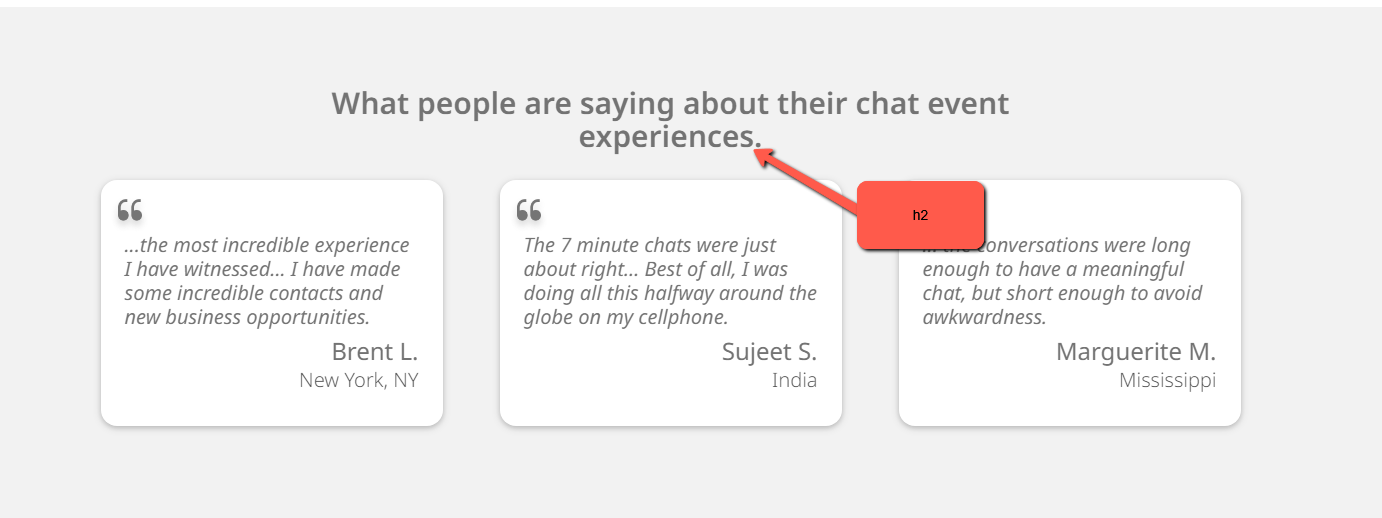 What people are saying about their chat event
experiences.
h2
“
...the most incredible experience
I have witnessed... I have made
some incredible contacts and
new business opportunities.
Brent L.
New York, NY
“
The 7 minute chats were just
about right... Best of all, I was
doing all this halfway around the
globe on my cellphone.
Sujeet S.
India
... the conversations were long
enough to have a meaningful
chat, but short enough to avoid
awkwardness.
Marguerite M.
Mississippi